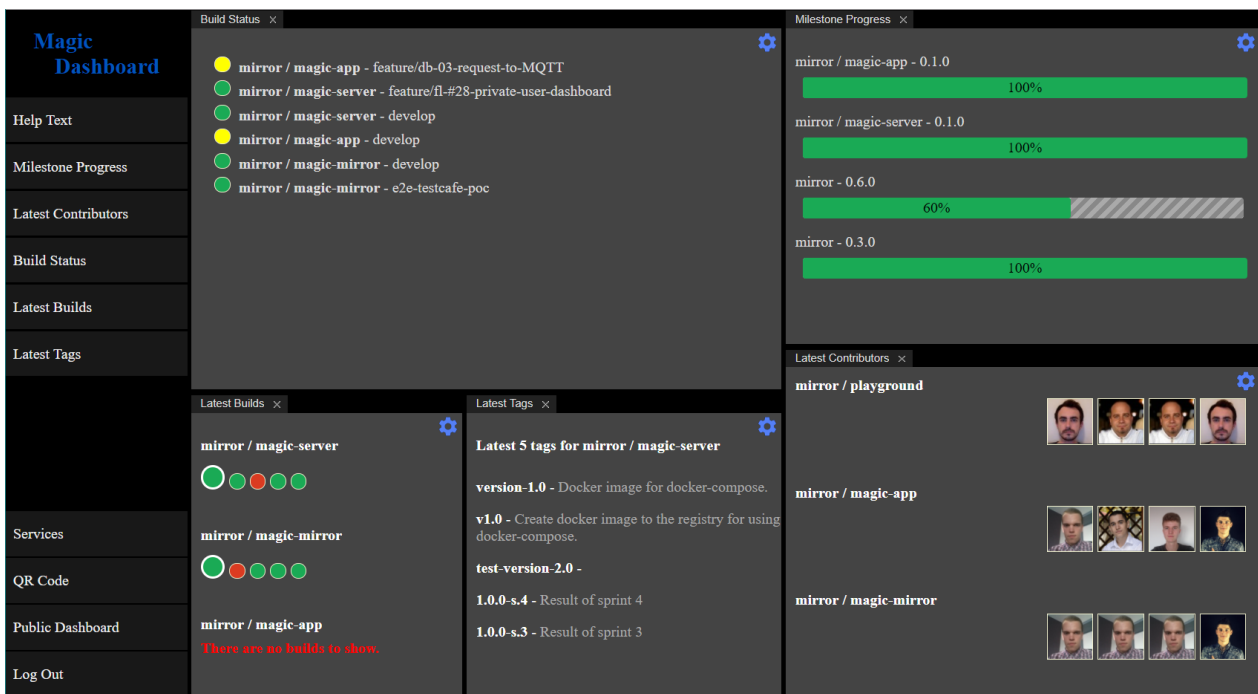 Magic
Dashboard
Help Text
Milestone Progress
Latest Contributors
Build Status
Latest Builds
Latest Tags
Services
QR Code
Public Dashboard
Log Out
Build Status
mirror / magic-app - feature/db-03-request-to-MQTT
mirror / magic-server - feature/fl-#28-private-user-dashboard
mirror / magic-server - develop
mirror / magic-app - develop
mirror / magic-mirror - develop
mirror / magic-mirror - e2e-testcafe-poc
Milestone Progress
mirror / magic-app - 0.1.0
100%
mirror / magic-server - 0.1.0
100%
mirror - 0.6.0
60%
mirror - 0.3.0
100%
Latest Builds
mirror / magic-server
mirror / magic-mirror
mirror / magic-app
There are no builds to show.
Latest Tags
Latest 5 tags for mirror / magic-server
version-1.0 - Docker image for docker-compose.
v1.0 - Create docker image to the registry for using
docker-compose.
test-version-2.0 -
1.0.0-s.4 - Result of sprint 4
1.0.0-s.3 - Result of sprint 3
Latest Contributors
mirror / playground
mirror / magic-app
mirror / magic-mirror